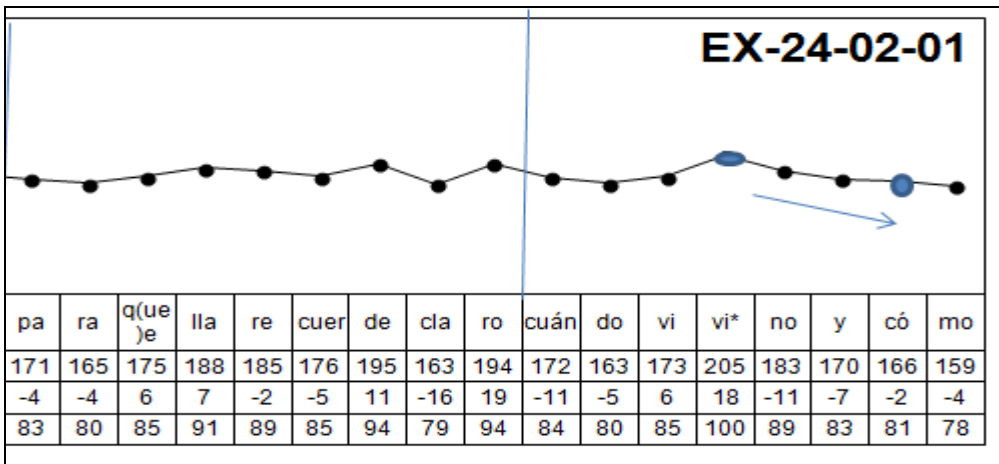 EX-24-02-01
pa ra q(ue)e lla re cuer de cla ro cuán do vi vi* no y có mo
171 165 175 188 185 176 195 163 194 172 163 173 205 183 170 166 159
-4 -4 6 7 -2 -5 11 -16 19 -11 -5 6 18 -11 -7 -2 -4
83 80 85 91 89 85 94 79 94 84 80 85 100 89 83 81 78